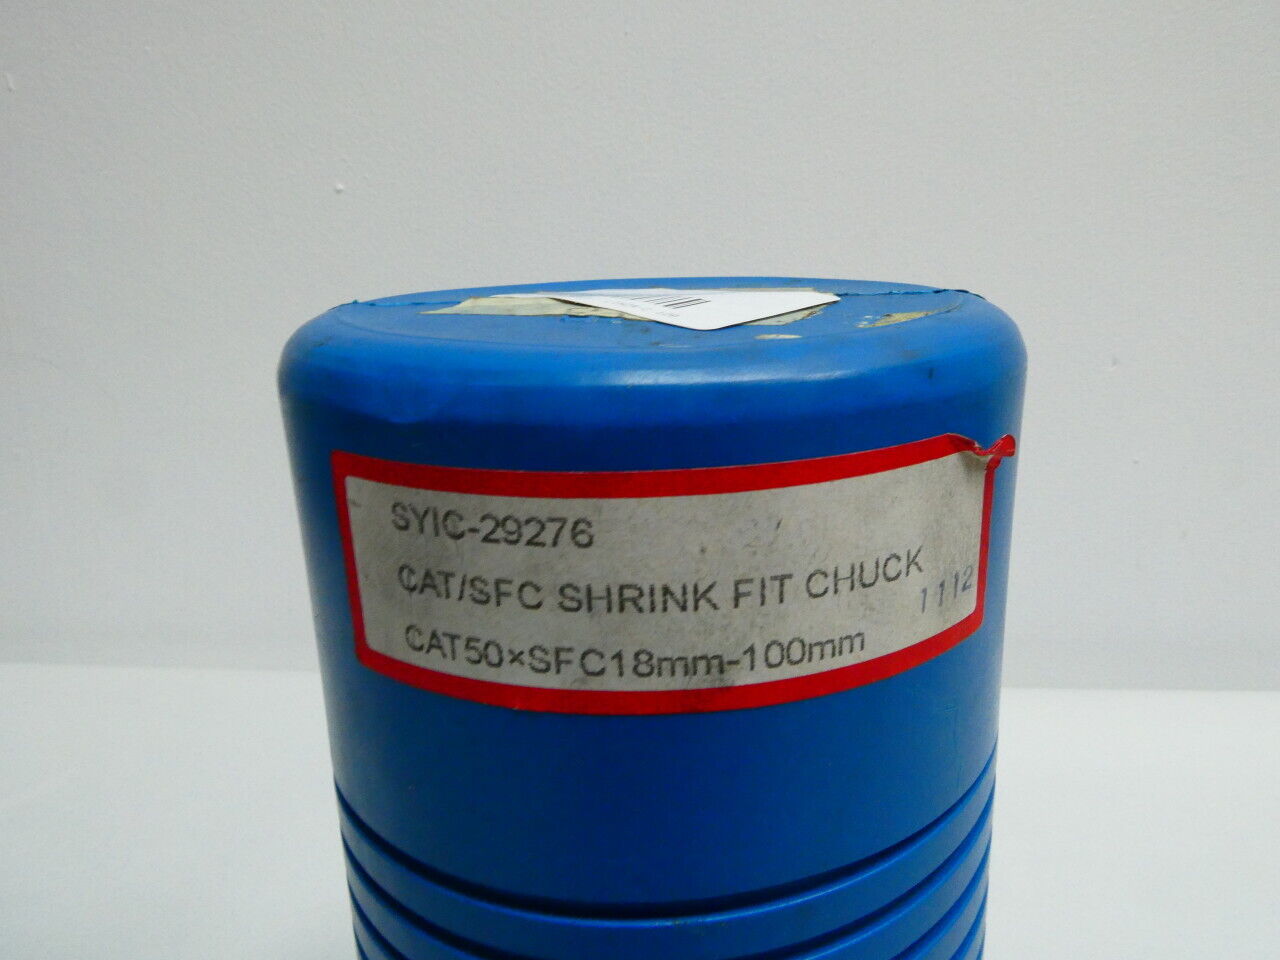 SYIC-29276
CAT/SFC SHRINK FIT CHUCK
1112
CAT50×SFC18mm-100mm